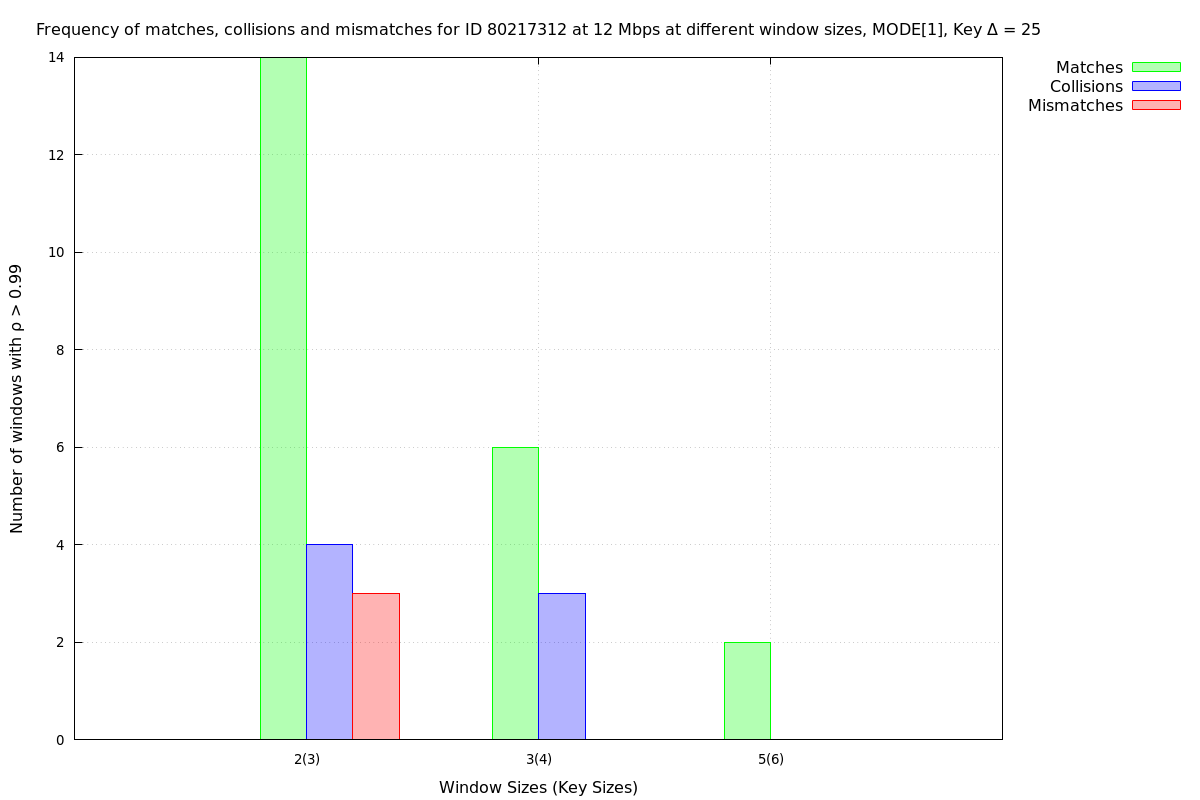 Frequency of matches, collisions and mismatches for ID 80217312 at 12 Mbps at different window sizes, MODE[1], Key Δ = 25
Matches
Collisions
Mismatches
Number of windows with ρ > 0.99
14
12
10
8
6
4
2
0
2(3)
3(4)
5(6)
Window Sizes (Key Sizes)